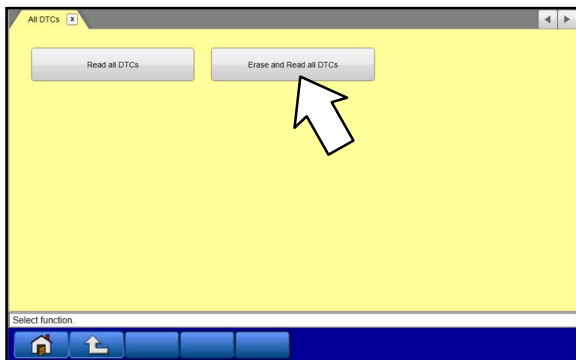 All DTCs x
Read all DTCs
Erase and Read all DTCs
Select function.